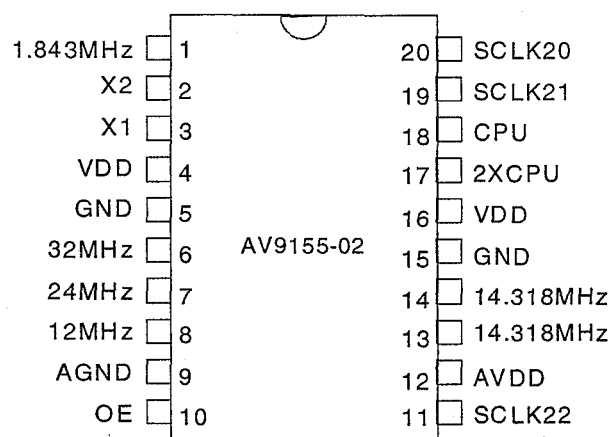 1.843MHz 1 20 SCLK20
X2 2 19 SCLK21
X1 3 18 CPU
VDD 4 17 2XCPU
GND 5 16 VDD
32MHz 6 AV9155-02 15 GND
24MHz 7 14 14.318MHz
12MHz 8 13 14.318MHz
AGND 9 12 AVDD
OE 10 11 SCLK22